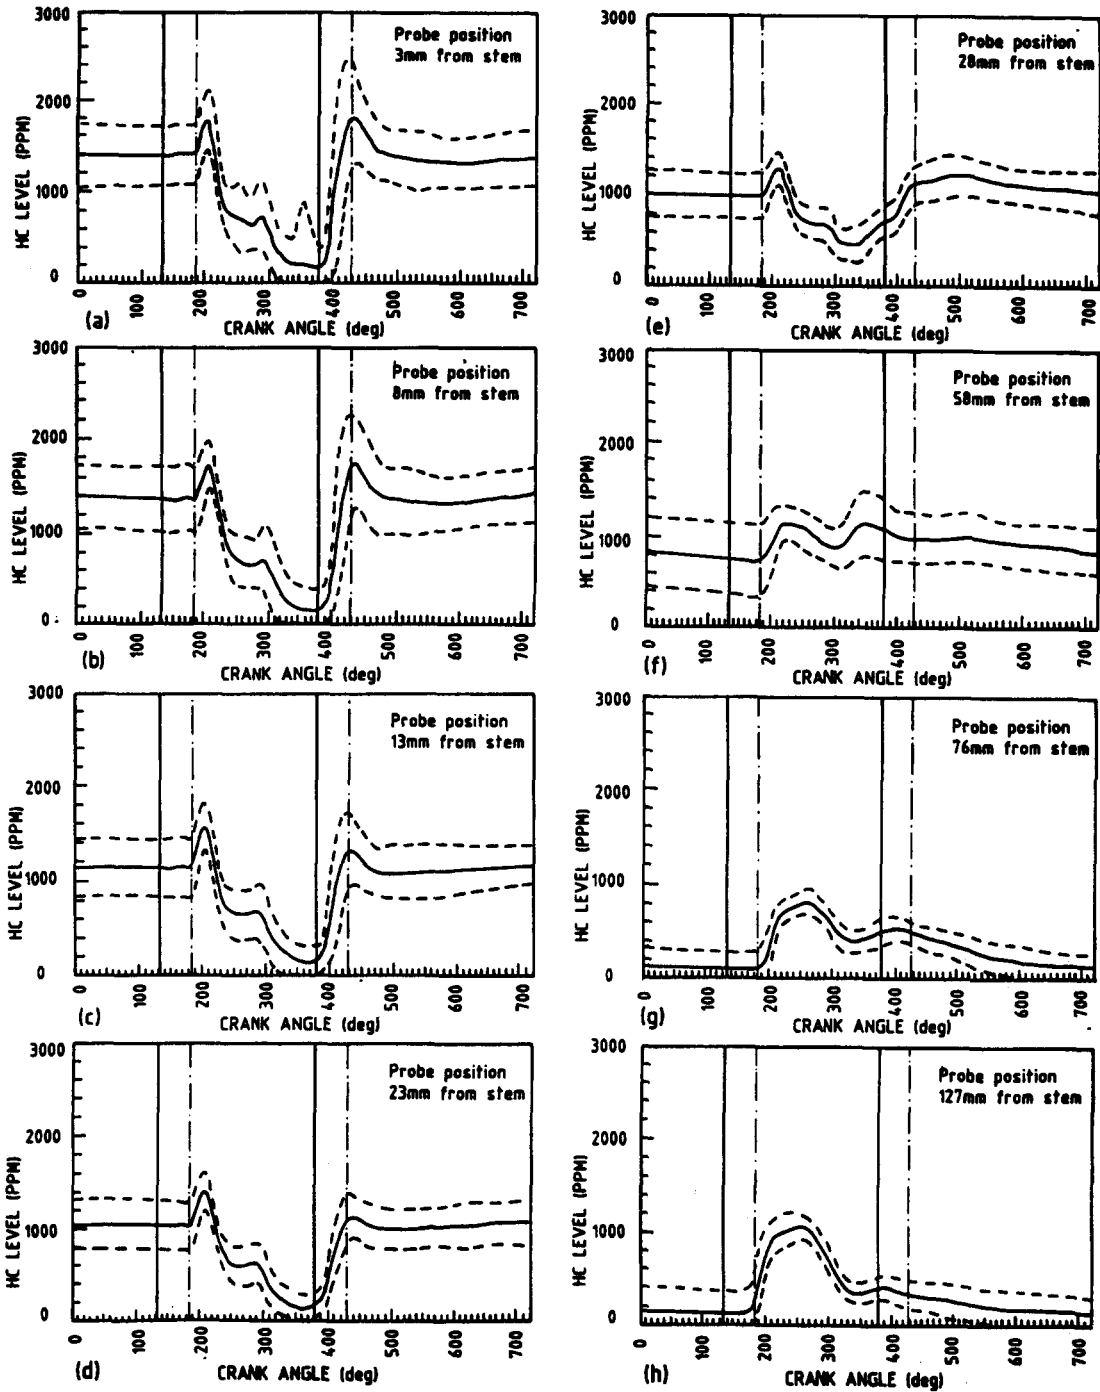 3000
2000
1000
0
HC LEVEL (PPM)
Probe position
3mm from stem
0 100 200 300 400 500 600 700
(a)
CRANK ANGLE (deg)
3000
2000
1000
0
HC LEVEL (PPM)
Probe position
8mm from stem
0 100 200 300 400 500 600 700
(b)
CRANK ANGLE (deg)
3000
2000
1000
0
HC LEVEL (PPM)
Probe position
13mm from stem
0 100 200 300 400 500 600 700
(c)
CRANK ANGLE (deg)
3000
2000
1000
0
HC LEVEL (PPM)
Probe position
23mm from stem
0 100 200 300 400 500 600 700
(d)
CRANK ANGLE (deg)
3000
2000
1000
0
HC LEVEL (PPM)
Probe position
28mm from stem
0 100 200 300 400 500 600 700
(e)
CRANK ANGLE (deg)
3000
2000
1000
0
HC LEVEL (PPM)
Probe position
58mm from stem
0 100 200 300 400 500 600 700
(f)
CRANK ANGLE (deg)
3000
2000
1000
0
HC LEVEL (PPM)
Probe position
76mm from stem
0 100 200 300 400 500 600 700
(g)
CRANK ANGLE (deg)
3000
2000
1000
0
HC LEVEL (PPM)
Probe position
127mm from stem
0 100 200 300 400 500 600 700
(h)
CRANK ANGLE (deg)